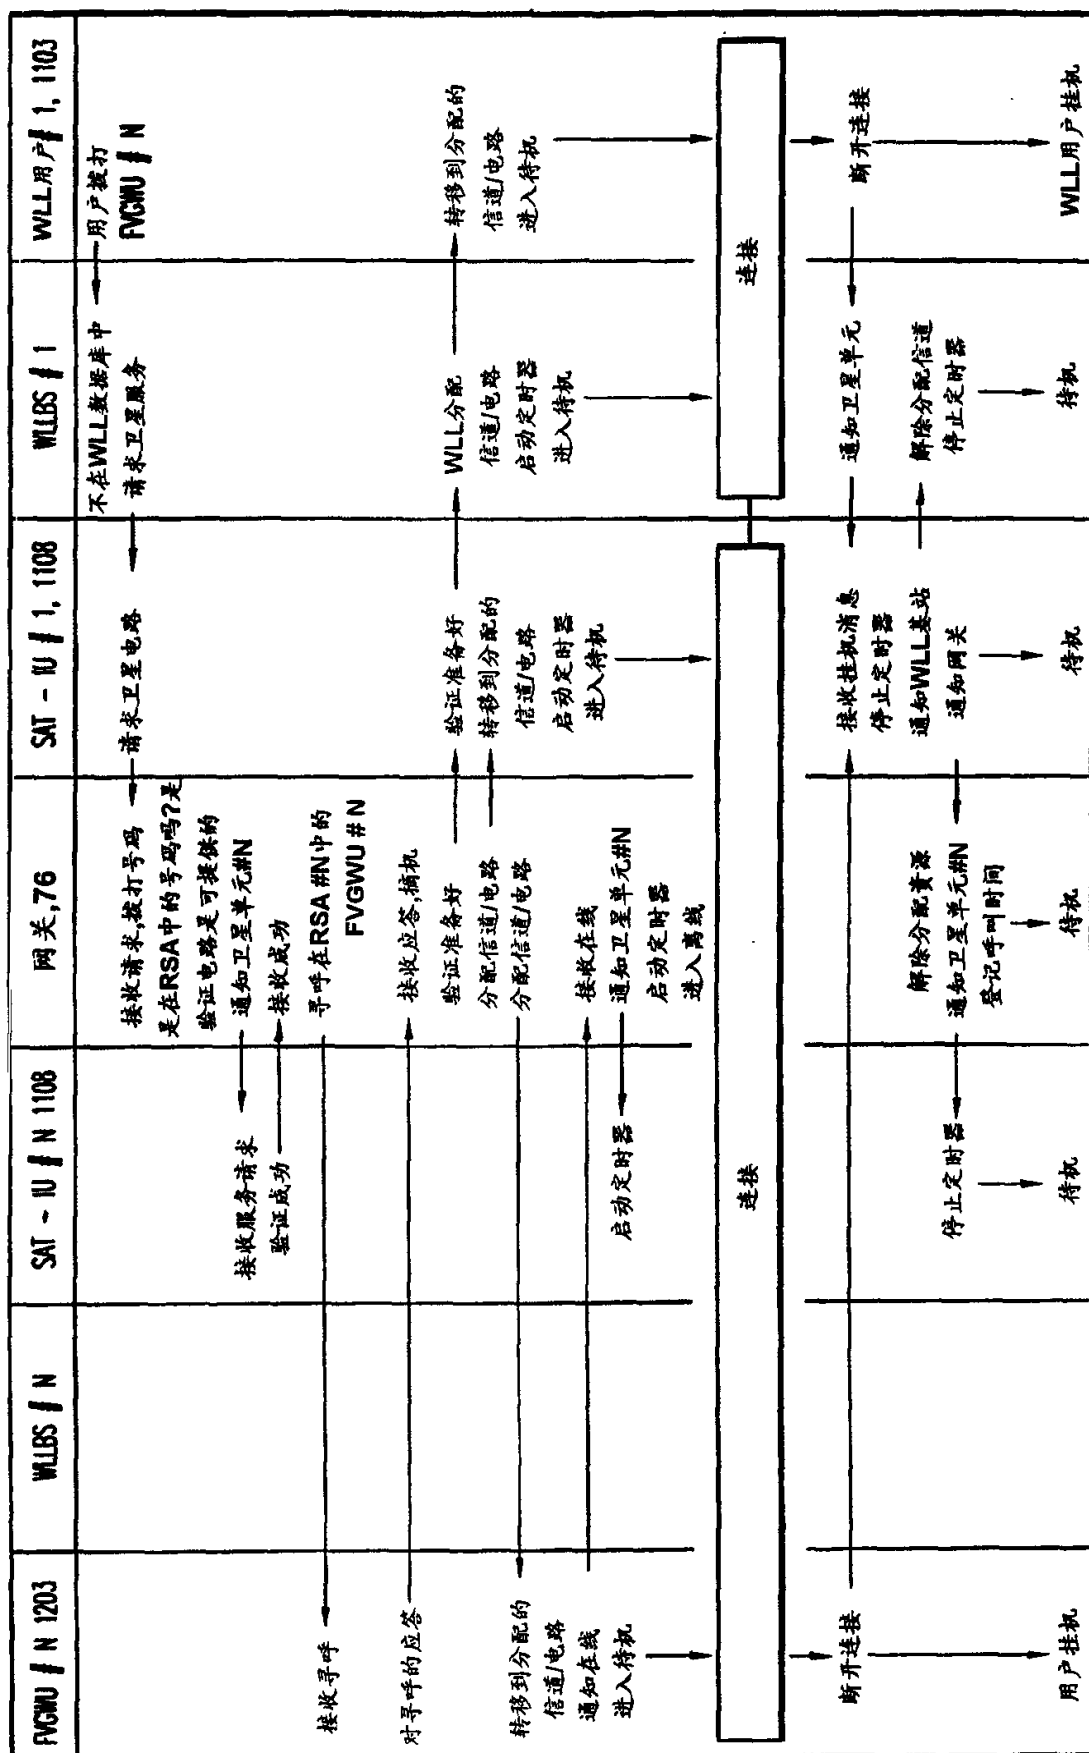 FVGWU # N 1203
WLLBS # N
SAT - IU # N 1108
网关,76
SAT - IU # 1, 1108
WLLBS # 1
WLL用户# 1, 1103
用户拨打
FVGWU # N
不在WLL数据库中
请求卫星服务
请求卫星电路
接收请求,拨打号码
是在RSA中的号码吗?是
验证电路是可提供的
通知卫星单元#N
接收服务请求
验证成功
接收成功
寻呼在RSA #N中的
FVGWU # N
接收寻呼
对寻呼的应答
接收应答,摘机
验证准备好
分配信道/电路
分配信道/电路
验证准备好
转移到分配的
信道/电路
启动定时器
进入待机
WLL分配
信道/电路
启动定时器
进入待机
转移到分配的
信道/电路
进入待机
转移到分配的
信道/电路
通知在线
进入待机
接收在线
通知卫星单元#N
启动定时器
进入离线
启动定时器
连接
连接
断开连接
断开连接
通知卫星单元
接收挂机消息
停止定时器
通知WLL基站
通知网关
解除分配信道
停止定时器
解除分配资源
通知卫星单元#N
登记呼叫时间
停止定时器
用户挂机
待机
待机
待机
待机
WLL用户挂机